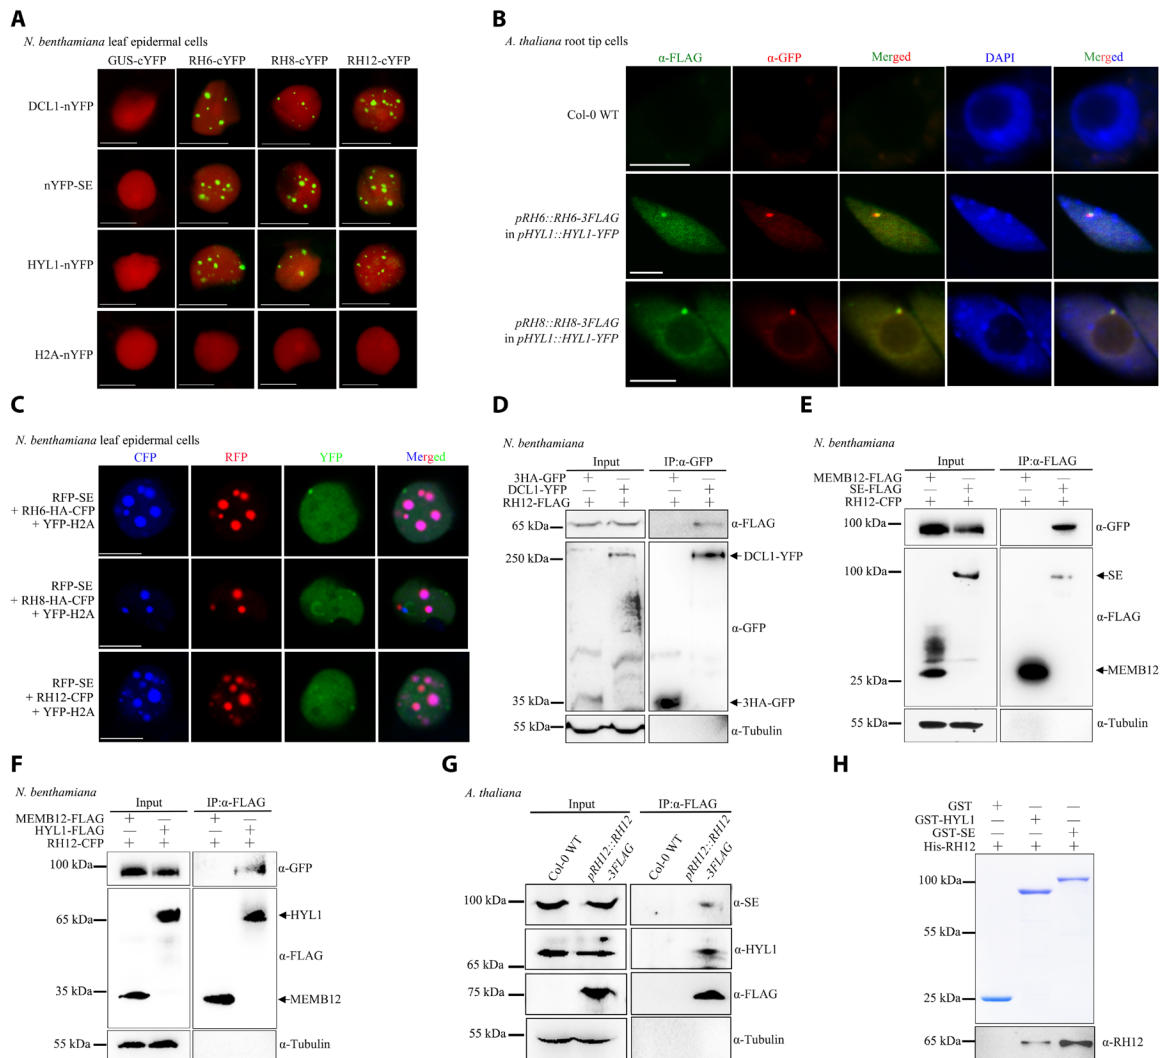 A
N. benthamiana leaf epidermal cells
GUS-cYFP RH6-cYFP RH8-cYFP RH12-cYFP
DCL1-nYFP
nYFP-SE
HYL1-nYFP
H2A-nYFP
B
A. thaliana root tip cells
α-FLAG α-GFP Merged DAPI Merged
Col-0 WT
pRH6::RH6-3FLAG
in pHYL1::HYL1-YFP
pRH8::RH8-3FLAG
in pHYL1::HYL1-YFP
C
N. benthamiana leaf epidermal cells
CFP RFP YFP Merged
RFP-SE
+ RH6-HA-CFP
+ YFP-H2A
RFP-SE
+ RH8-HA-CFP
+ YFP-H2A
RFP-SE
+ RH12-CFP
+ YFP-H2A
D
N. benthamiana
Input IP:α-GFP
3HA-GFP + — + —
DCL1-YFP — + — +
RH12-FLAG + + + +
65 kDa α-FLAG
250 kDa DCL1-YFP
α-GFP
35 kDa 3HA-GFP
55 kDa α-Tubulin
E
N. benthamiana
Input IP:α-FLAG
MEMB12-FLAG + — + —
SE-FLAG — + — +
RH12-CFP + + + +
100 kDa α-GFP
100 kDa SE
α-FLAG
25 kDa MEMB12
55 kDa α-Tubulin
F
N. benthamiana
Input IP:α-FLAG
MEMB12-FLAG + — + —
HYL1-FLAG — + — +
RH12-CFP + + + +
100 kDa α-GFP
65 kDa HYL1
α-FLAG
35 kDa MEMB12
55 kDa α-Tubulin
G
A. thaliana
Input IP:α-FLAG
Col-0 WT pRH12::RH12 -3FLAG Col-0 WT pRH12::RH12 -3FLAG
100 kDa α-SE
α-HYL1
65 kDa
75 kDa α-FLAG
55 kDa α-Tubulin
H
GST + — —
GST-HYL1 — + —
GST-SE — — +
His-RH12 + + +
100 kDa
55 kDa
25 kDa
65 kDa α-RH12